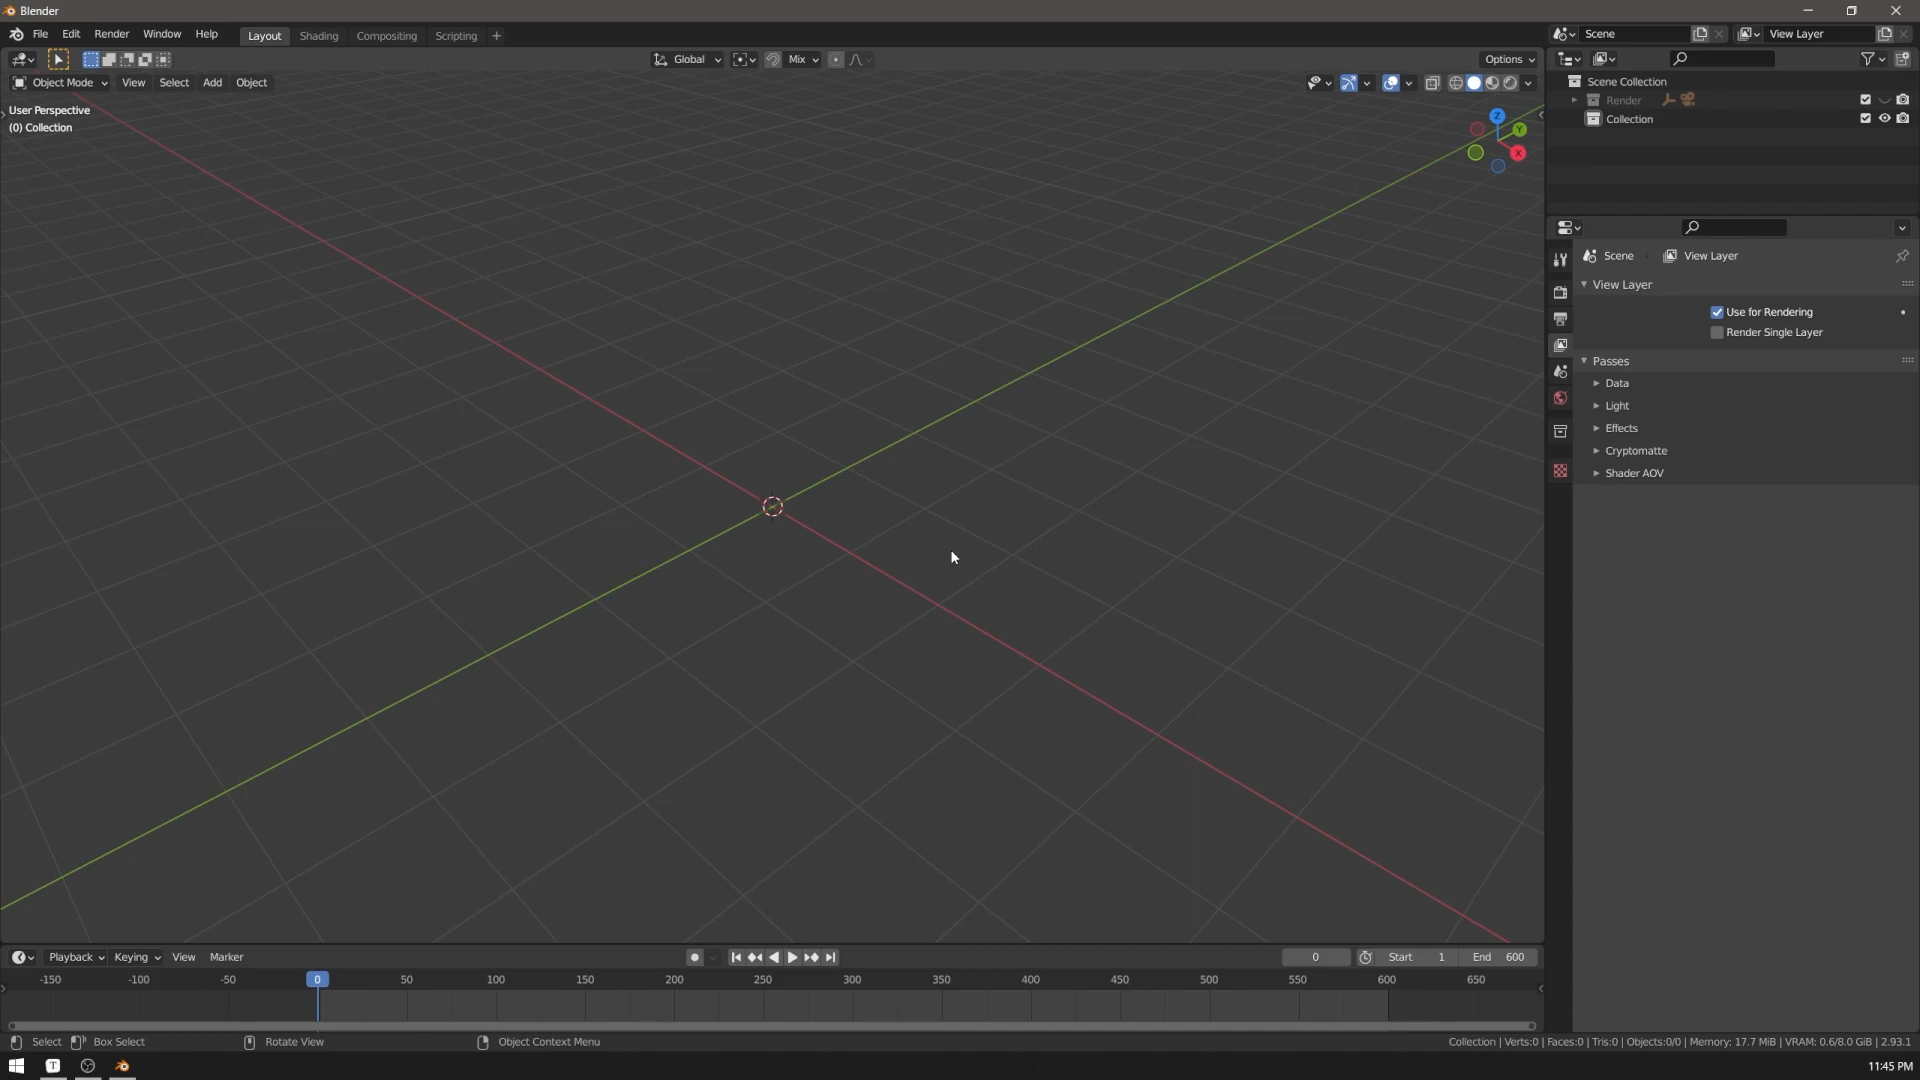 Blender
File Edit Render Window Help Layout Shading Compositing Scripting + Scene View Layer
Global Mix Options
Object Mode View Select Add Object
User Perspective
(0) Collection
Z
Y
X
Scene Collection
Render
Collection
Scene View Layer
View Layer
Use for Rendering
Render Single Layer
Passes
Data
Light
Effects
Cryptomatte
Shader AOV
Playback Keying View Marker 0 Start 1 End 600
-150 -100 -50 0 50 100 150 200 250 300 350 400 450 500 550 600 650
Select Box Select Rotate View Object Context Menu Collection | Verts:0 | Faces:0 | Tris:0 | Objects:0/0 | Memory: 17.7 MiB | VRAM: 0.6/8.0 GiB | 2.93.1
T 11:45 PM